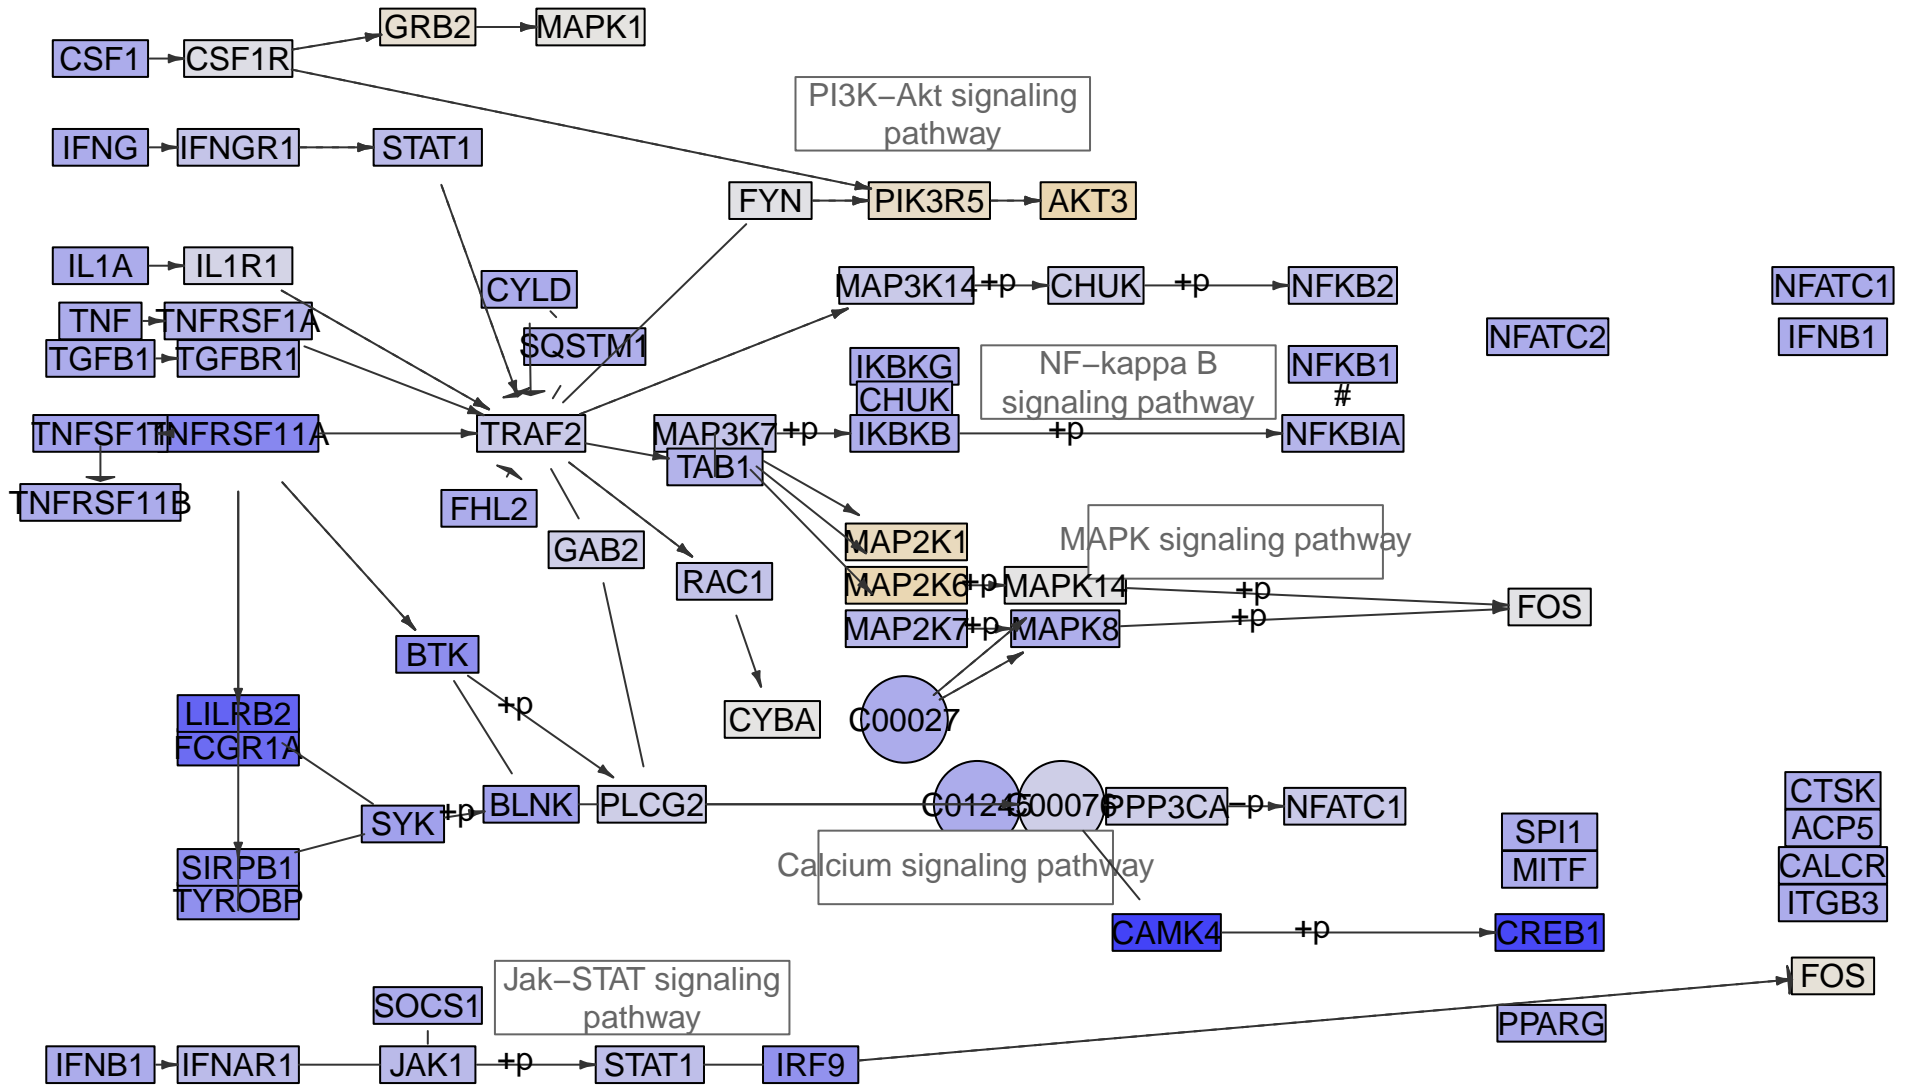 GRB2
MAPK1
CSF1
CSF1R
PI3K–Akt signaling
pathway
IFNG
IFNGR1
STAT1
FYN
PIK3R5
AKT3
IL1A
IL1R1
CYLD
MAP3K14
+p
CHUK
+p
NFKB2
NFATC1
TNF
TNFRSF1A
SQSTM1
NFATC2
IFNB1
TGFB1
TGFBR1
IKBKG
NF–kappa B
signaling pathway
NFKB1
CHUK
#
TNFSF11
TNFRSF11A
TRAF2
MAP3K7
+p
IKBKB
+p
NFKBIA
TAB1
TNFRSF11B
FHL2
GAB2
MAP2K1
MAPK signaling pathway
RAC1
MAP2K6
+p
MAPK14
+p
FOS
MAP2K7
+p
MAPK8
+p
BTK
+p
LILRB2
FCGR1A
CYBA
C00027
SYK
+p
BLNK
PLCG2
C01245
C00076
PPP3CA
–p
NFATC1
CTSK
SPI1
ACP5
Calcium signaling pathway
SIRPB1
MITF
CALCR
TYROBP
ITGB3
CAMK4
+p
CREB1
Jak–STAT signaling
pathway
SOCS1
FOS
PPARG
IFNB1
IFNAR1
JAK1
+p
STAT1
IRF9